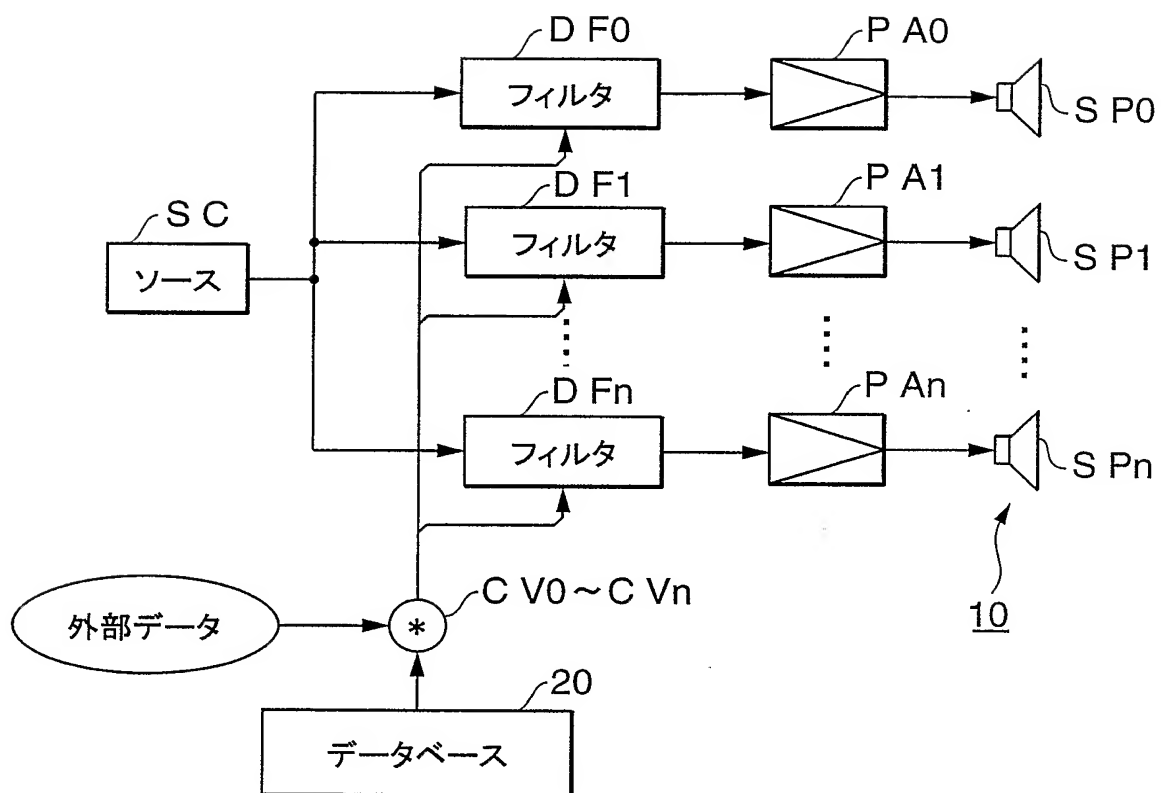 D F0
P A0
フィルタ
S P0
D F1
P A1
S C
フィルタ
S P1
ソース
D Fn
P An
フィルタ
S Pn
C V0～C Vn
10
外部データ
*
20
データベース